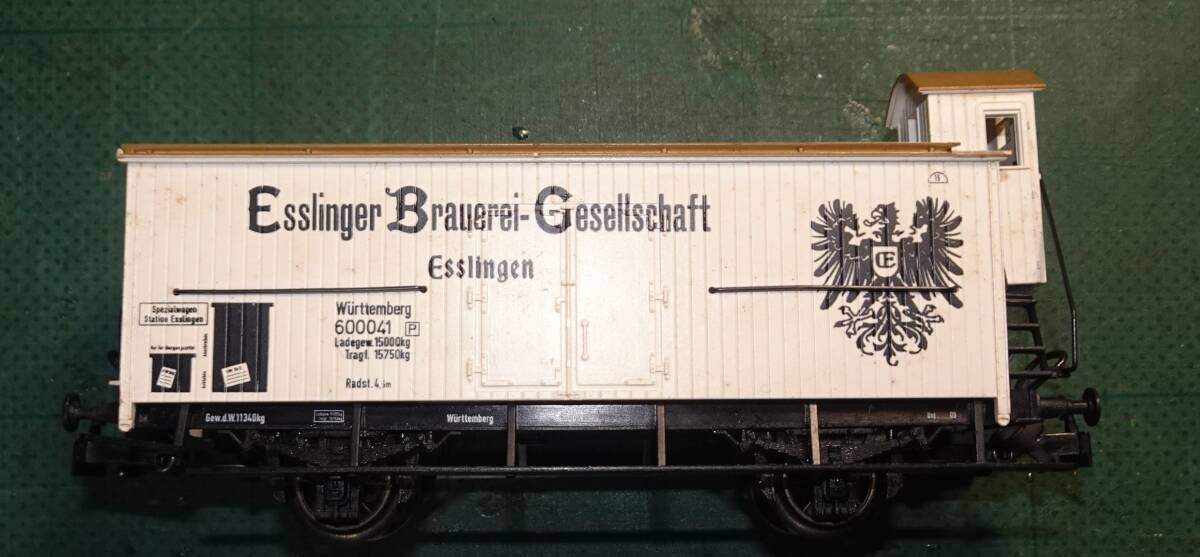 Esslinger Brauerei-Gesellschaft
Esslingen
15
Œ
Spezialwagen
Station Esslingen
Württemberg
600041 P
Ladegew. 15000kg
Tragf. 15750kg
Radst. 4,5m
Gew.d.W.11340kg
Württemberg